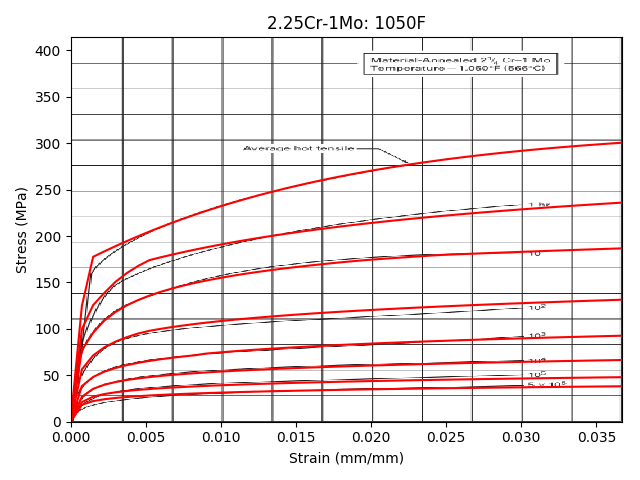 2.25Cr-1Mo: 1050F
400
350
300
250
200
150
100
50
0
Stress (MPa)
Material-Annealed 2¼ Cr-1 Mo
Temperature—1,050°F (566°C)
Average hot tensile
1 hr
10
10²
10³
10⁴
10⁵
5 × 10⁵
0.000
0.005
0.010
0.015
0.020
0.025
0.030
0.035
Strain (mm/mm)